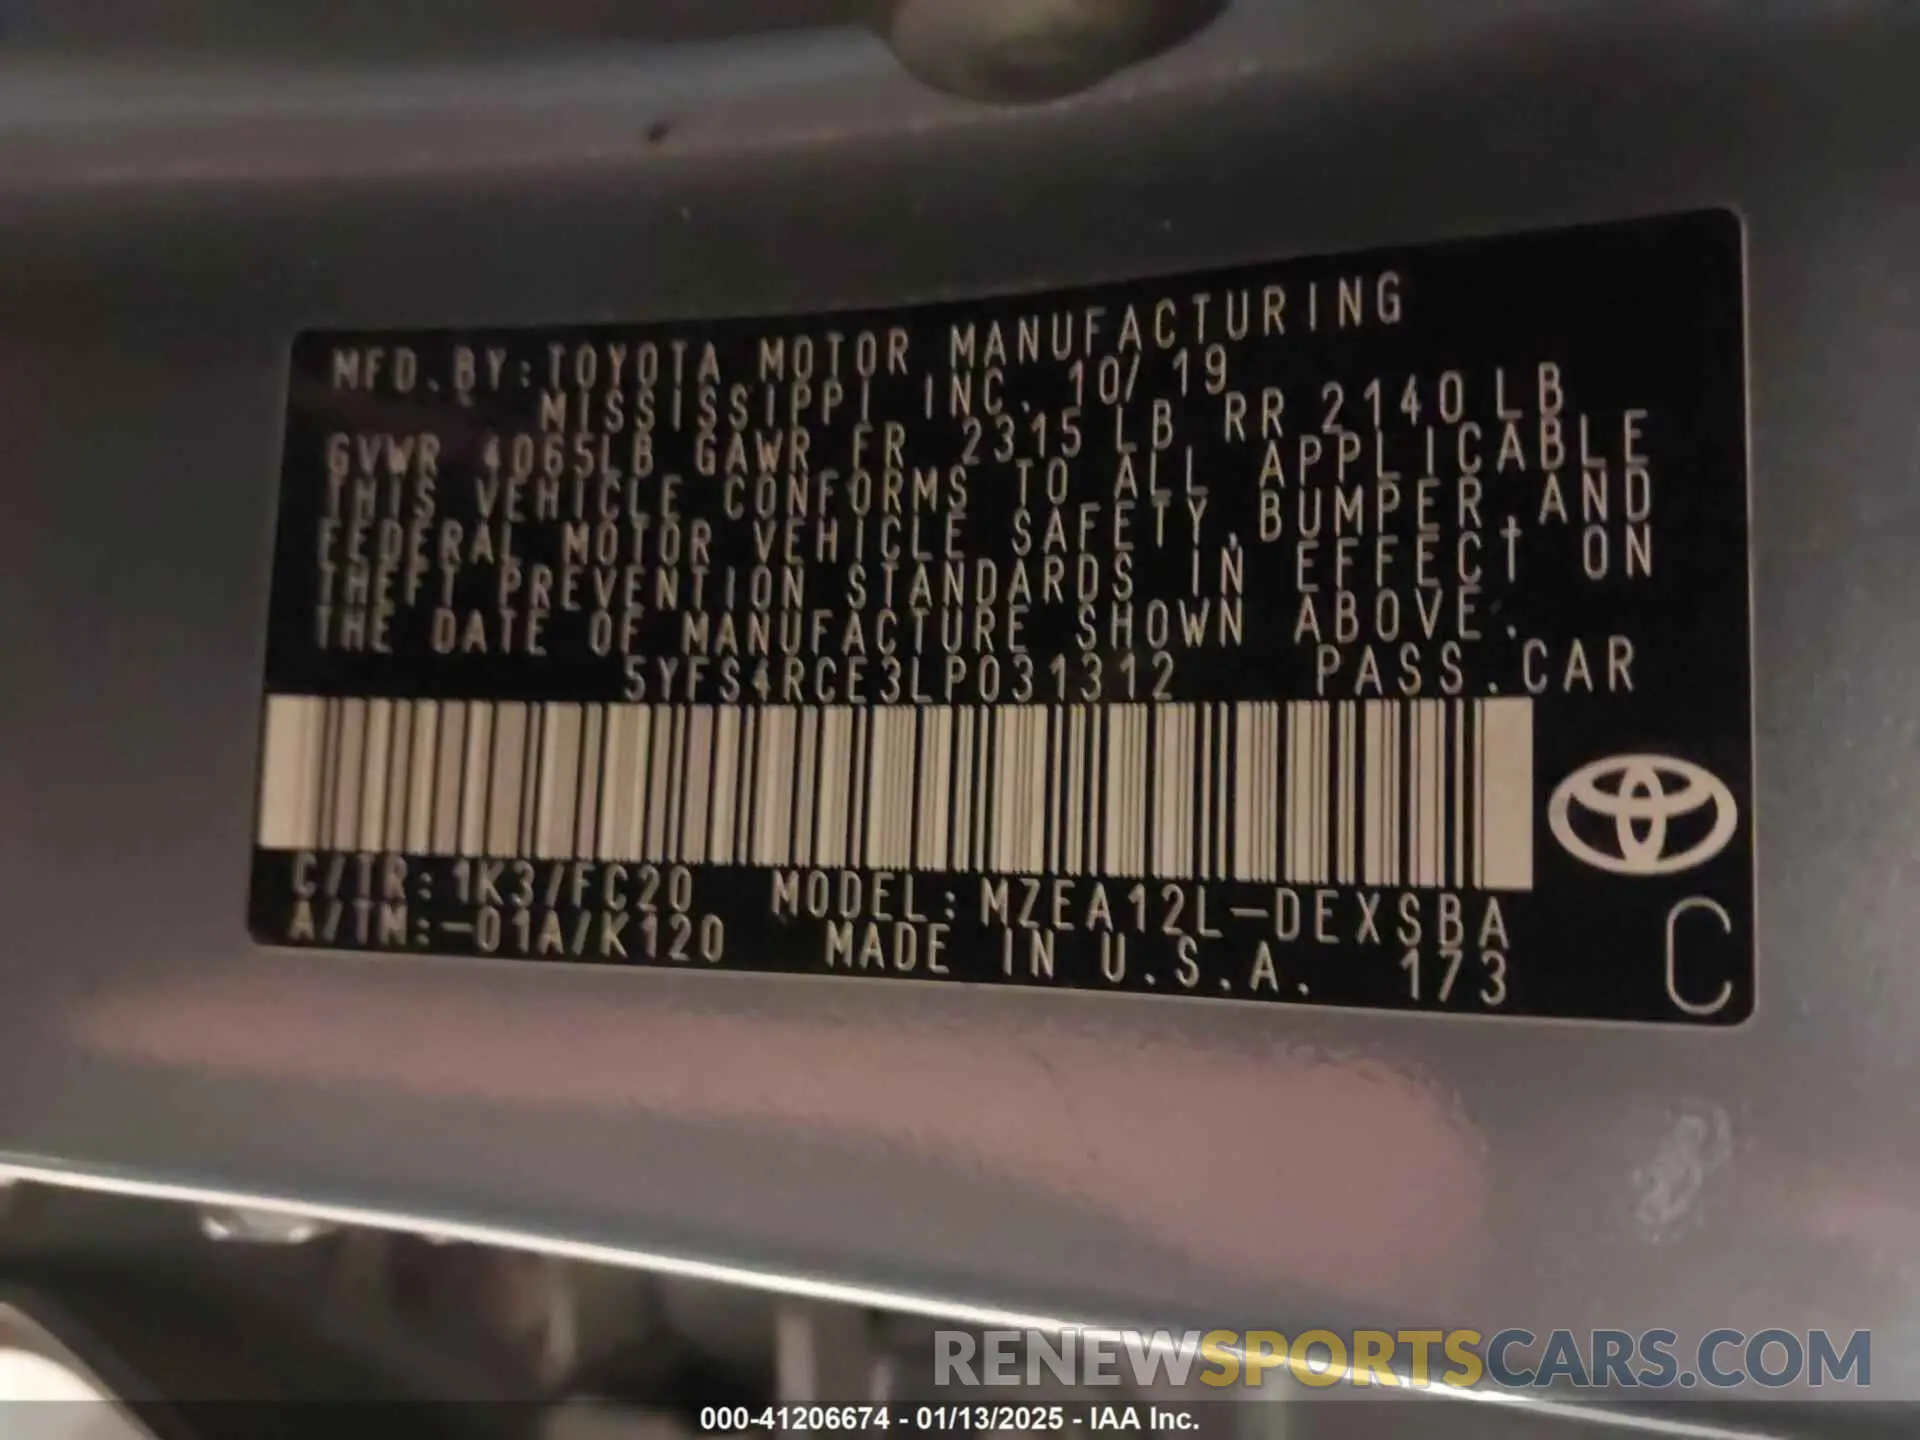 MFD. BY: TOYOTA MOTOR MANUFACTURING
MISSISSIPPI INC. 10/19
GVWR 4065LB GAWR FR 2315 LB RR 2140LB
THIS VEHICLE CONFORMS TO ALL APPLICABLE
FEDERAL MOTOR VEHICLE SAFETY, BUMPER, AND
THEFT PREVENTION STANDARDS IN EFFECT ON
THE DATE OF MANUFACTURE SHOWN ABOVE.
5YFS4RCE3LP031312 PASS. CAR
C/TR: 1K3/FC20 MODEL: MZEA12L-DEXSBA
A/TM:-01A/K120 MADE IN U.S.A. 173
C
RENEWSPORTSCARS.COM
000-41206674 - 01/13/2025 - IAA Inc.